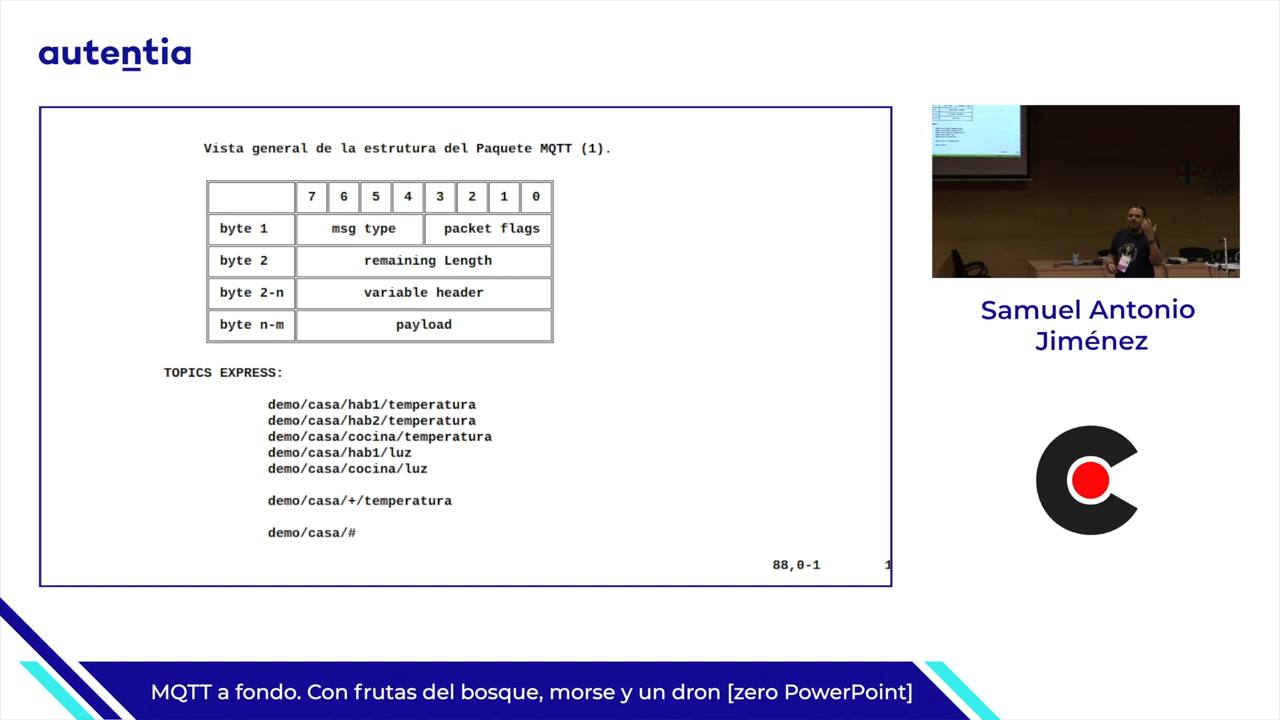 autentia
Vista general de la estrutura del Paquete MQTT (1).
7 6 5 4 3 2 1 0
byte 1 msg type packet flags
byte 2 remaining Length
byte 2-n variable header
byte n-m payload
TOPICS EXPRESS:
demo/casa/hab1/temperatura
demo/casa/hab2/temperatura
demo/casa/cocina/temperatura
demo/casa/hab1/luz
demo/casa/cocina/luz
demo/casa/+/temperatura
demo/casa/#
88,0-1 1
Samuel Antonio
Jiménez
MQTT a fondo. Con frutas del bosque, morse y un dron [zero PowerPoint]